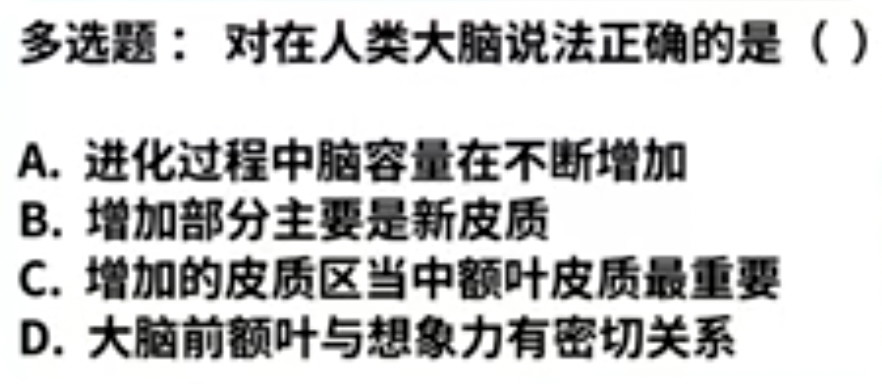 多选题： 对在人类大脑说法正确的是（ ）
A. 进化过程中脑容量在不断增加
B. 增加部分主要是新皮质
C. 增加的皮质区当中额叶皮质最重要
D. 大脑前额叶与想象力有密切关系